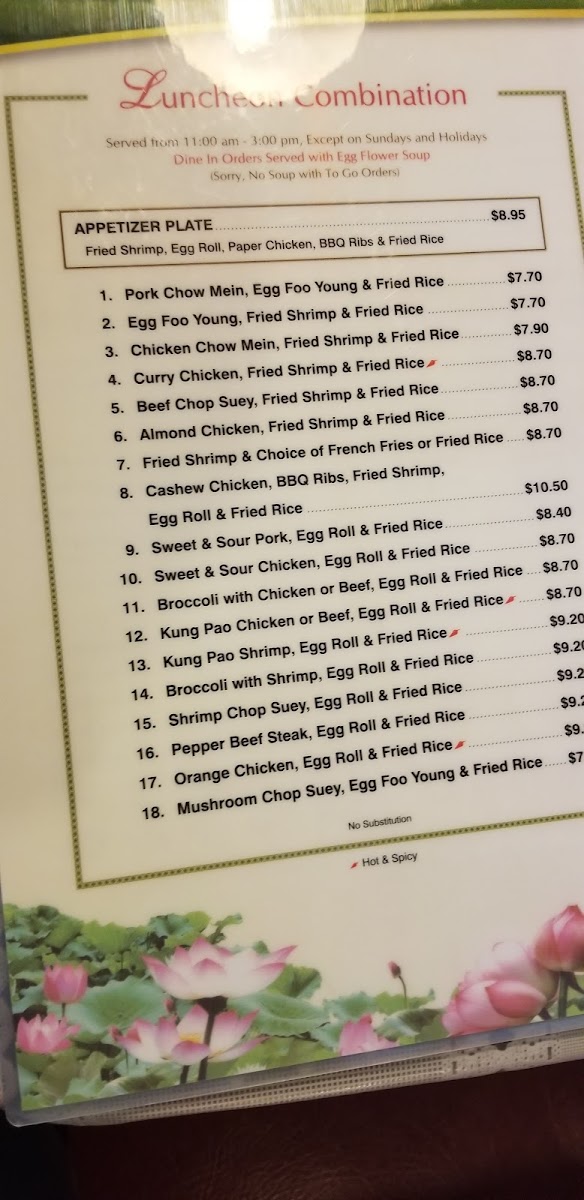 Luncheon Combination
Served from 11:00 am - 3:00 pm, Except on Sundays and Holidays
Dine In Orders Served with Egg Flower Soup
(Sorry, No Soup with To Go Orders)
APPETIZER PLATE $8.95
Fried Shrimp, Egg Roll, Paper Chicken, BBQ Ribs & Fried Rice
1. Pork Chow Mein, Egg Foo Young & Fried Rice $7.70
2. Egg Foo Young, Fried Shrimp & Fried Rice $7.70
3. Chicken Chow Mein, Fried Shrimp & Fried Rice $7.90
4. Curry Chicken, Fried Shrimp & Fried Rice $8.70
5. Beef Chop Suey, Fried Shrimp & Fried Rice $8.70
6. Almond Chicken, Fried Shrimp & Fried Rice $8.70
7. Fried Shrimp & Choice of French Fries or Fried Rice $8.70
8. Cashew Chicken, BBQ Ribs, Fried Shrimp,
Egg Roll & Fried Rice $10.50
9. Sweet & Sour Pork, Egg Roll & Fried Rice $8.40
10. Sweet & Sour Chicken, Egg Roll & Fried Rice $8.70
11. Broccoli with Chicken or Beef, Egg Roll & Fried Rice $8.70
12. Kung Pao Chicken or Beef, Egg Roll & Fried Rice $8.70
13. Kung Pao Shrimp, Egg Roll & Fried Rice $9.20
14. Broccoli with Shrimp, Egg Roll & Fried Rice $9.20
15. Shrimp Chop Suey, Egg Roll & Fried Rice $9.2
16. Pepper Beef Steak, Egg Roll & Fried Rice $9.2
17. Orange Chicken, Egg Roll & Fried Rice $9.
18. Mushroom Chop Suey, Egg Foo Young & Fried Rice $7
No Substitution
Hot & Spicy